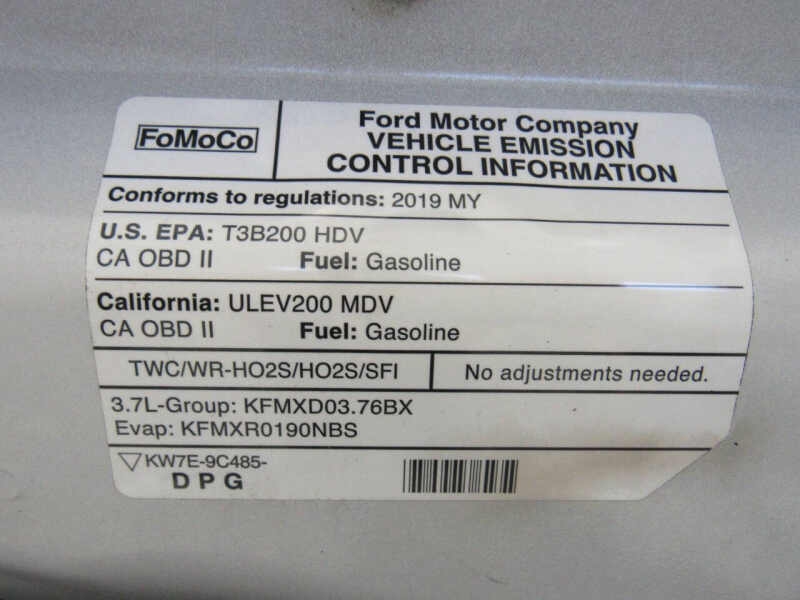 FoMoCo
Ford Motor Company
VEHICLE EMISSION
CONTROL INFORMATION
Conforms to regulations: 2019 MY
U.S. EPA: T3B200 HDV
CA OBD II Fuel: Gasoline
California: ULEV200 MDV
CA OBD II Fuel: Gasoline
TWC/WR-HO2S/HO2S/SFI
No adjustments needed.
3.7L-Group: KFMXD03.76BX
Evap: KFMXR0190NBS
KW7E-9C485-
D P G